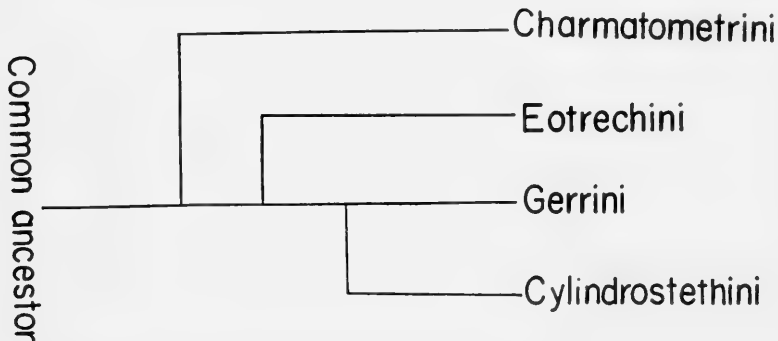 Charmatometrini
Eotrechini
Gerrini
Cylindrostethini
Common ancestor